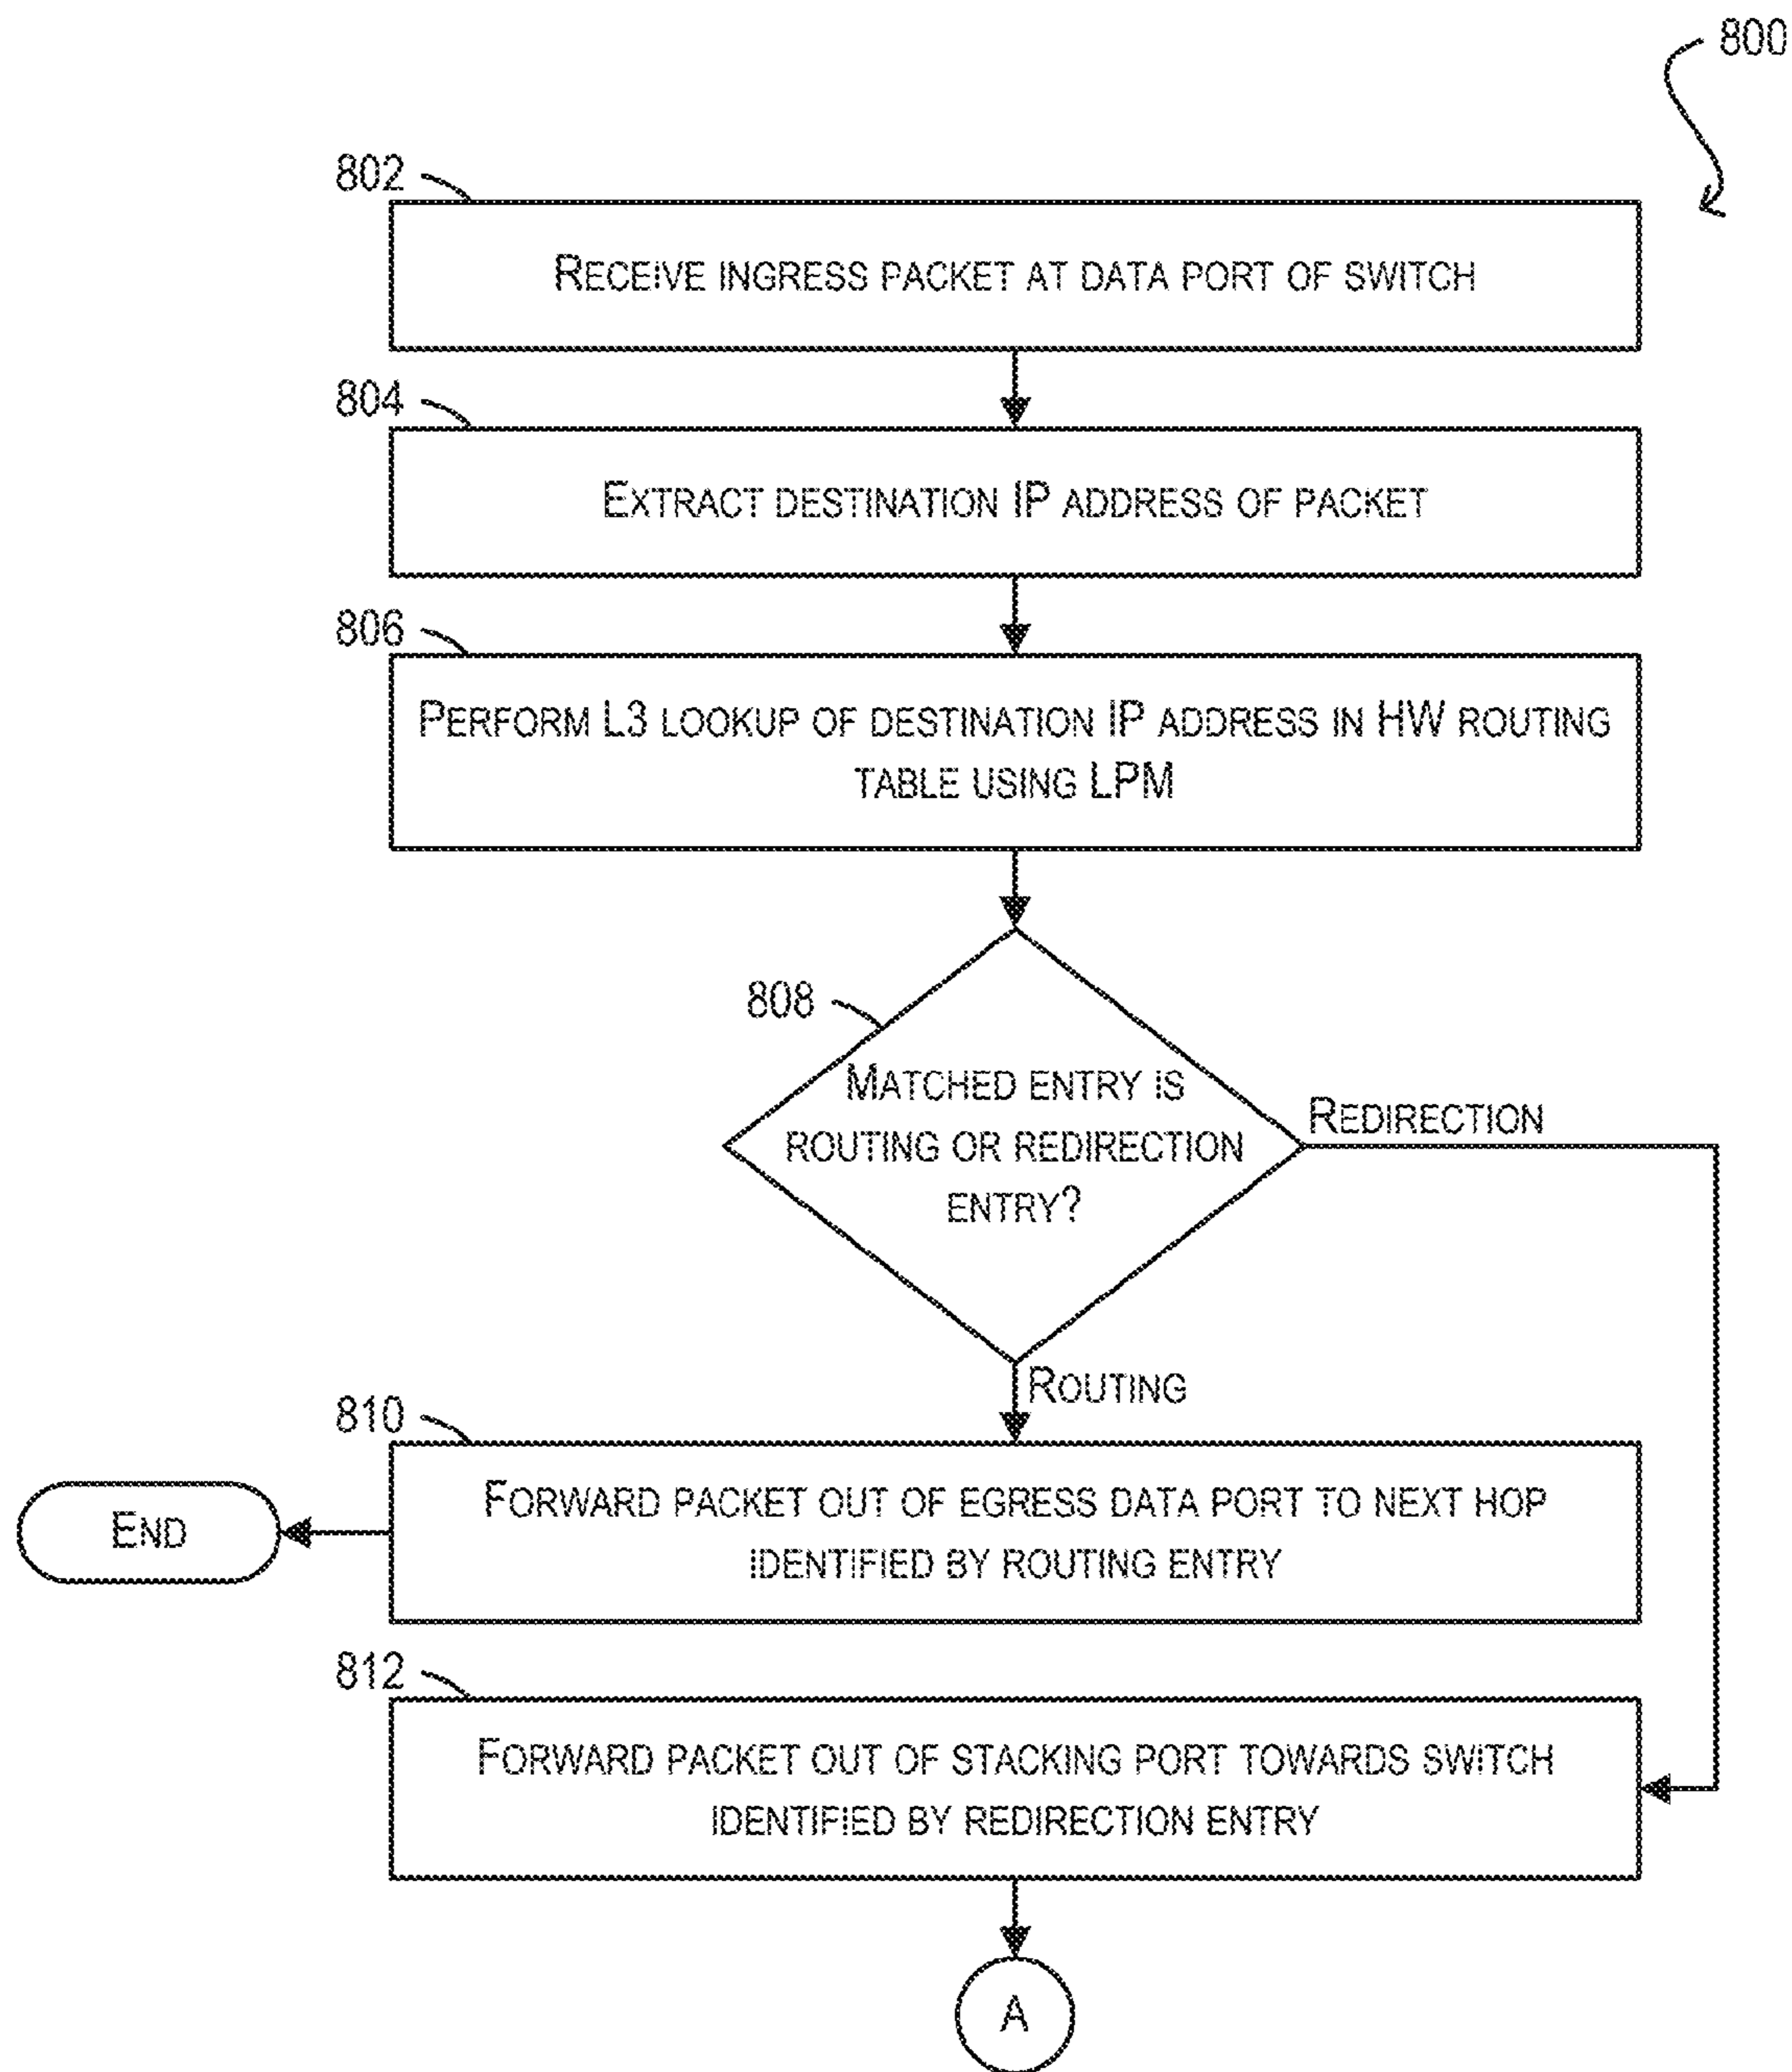 800
802
RECEIVE INGRESS PACKET AT DATA PORT OF SWITCH
804
EXTRACT DESTINATION IP ADDRESS OF PACKET
806
PERFORM L3 LOOKUP OF DESTINATION IP ADDRESS IN HW ROUTING
TABLE USING LPM
808
MATCHED ENTRY IS
ROUTING OR REDIRECTION
ENTRY?
REDIRECTION
ROUTING
810
FORWARD PACKET OUT OF EGRESS DATA PORT TO NEXT HOP
IDENTIFIED BY ROUTING ENTRY
END
812
FORWARD PACKET OUT OF STACKING PORT TOWARDS SWITCH
IDENTIFIED BY REDIRECTION ENTRY
A